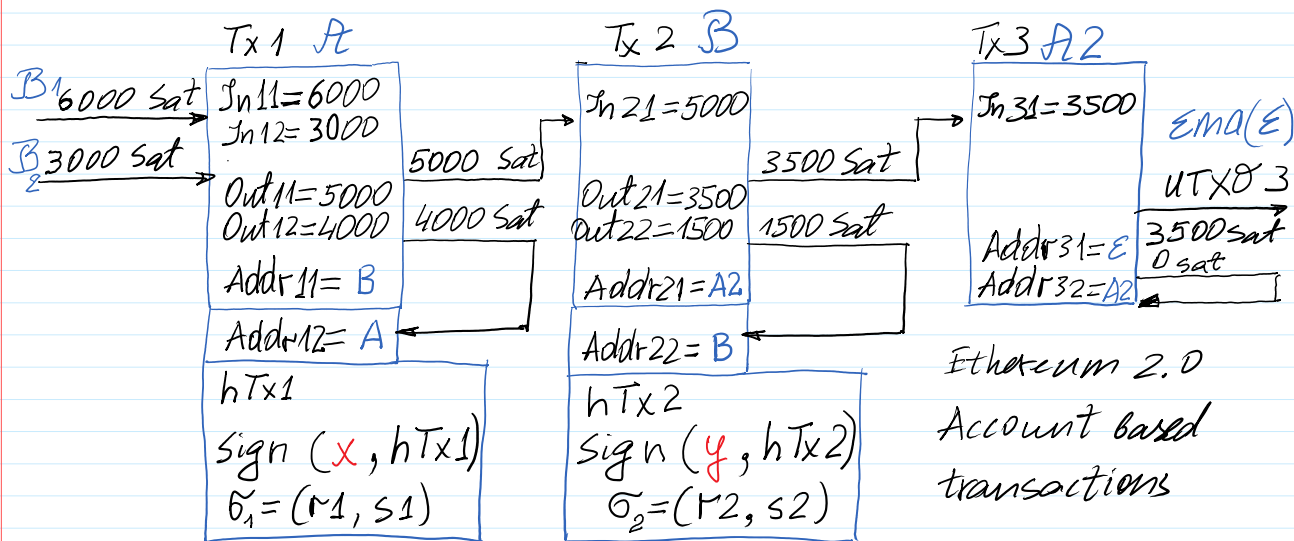 Tx 1 A
B1 6000 Sat
B2 3000 Sat
In11=6000
In12=3000
Out11=5000
Out12=4000
Addr11= B
Addr12= A
hTx1
Sign (x, hTx1)
σ1=(r1, s1)
5000 Sat
4000 Sat
Tx 2 B
In21=5000
Out21=3500
Out22=1500
Addr21=A2
Addr22= B
hTx2
Sign (y, hTx2)
σ2=(r2, s2)
3500 Sat
1500 Sat
Tx3 A2
In31=3500
Addr31= E
Addr32=A2
Ema(E)
UTXO 3
3500 sat
0 sat
Ethereum 2.0
Account based
transactions